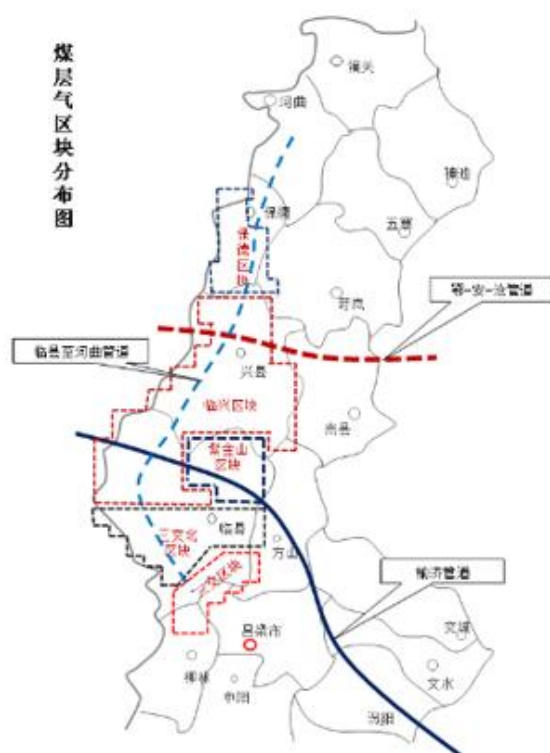 煤层气区块分布图
偏关
河曲
神池
保德
五寨
保德区块
岢岚
鄂-安-沧管道
临县至河曲管道
兴县
临兴区块
岚县
紫金山
区块
临县
三交北
区块
方山
三交区块
榆济管道
吕梁市
文城
柳林
文水
中阳
汾阳